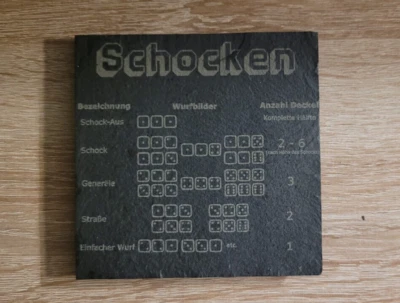 Schocken
Bezeichnung Wurfbilder Anzahl Deckel
Schock-Aus Komplette Hälfte
Schock 2 - 6
Generäle 3
Straße 2
Einfacher Wurf etc. 1